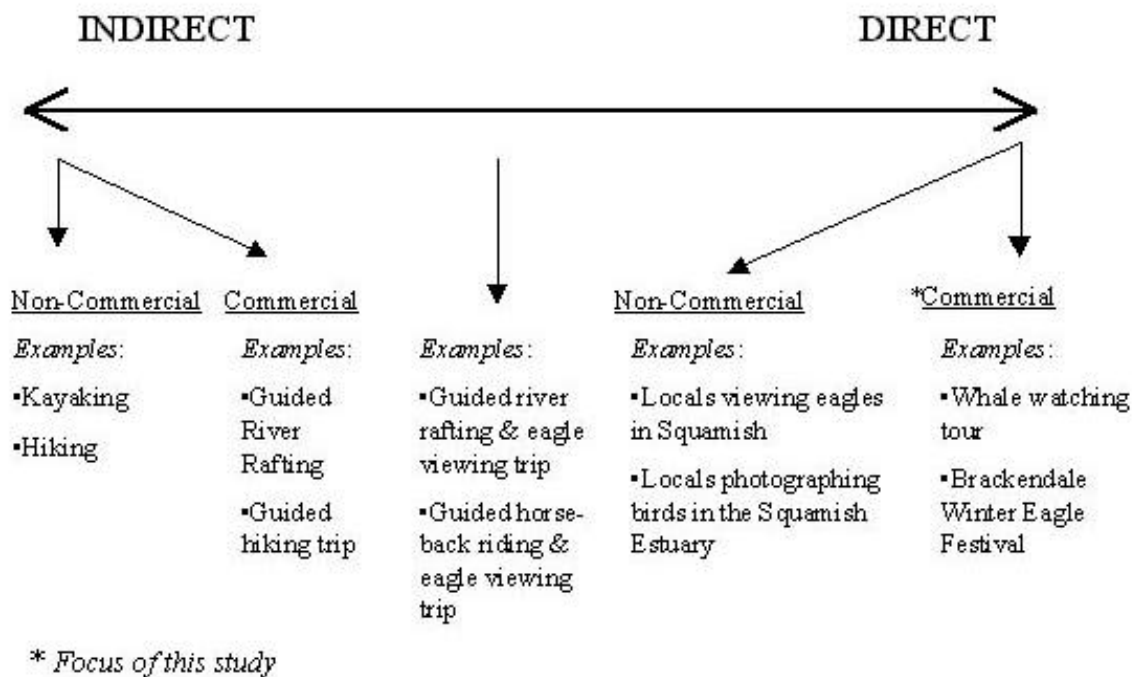 INDIRECT
DIRECT
Non-Commercial
Examples:
▪Kayaking
▪Hiking
Commercial
Examples:
▪Guided
River
Rafting
▪Guided
hiking trip
Examples:
▪Guided river
rafting & eagle
viewing trip
▪Guided horse-
back riding &
eagle viewing
trip
Non-Commercial
Examples:
▪Locals viewing eagles
in Squamish
▪Locals photographing
birds in the Squamish
Estuary
*Commercial
Examples:
▪Whale watching
tour
▪Brackendale
Winter Eagle
Festival
* Focus of this study